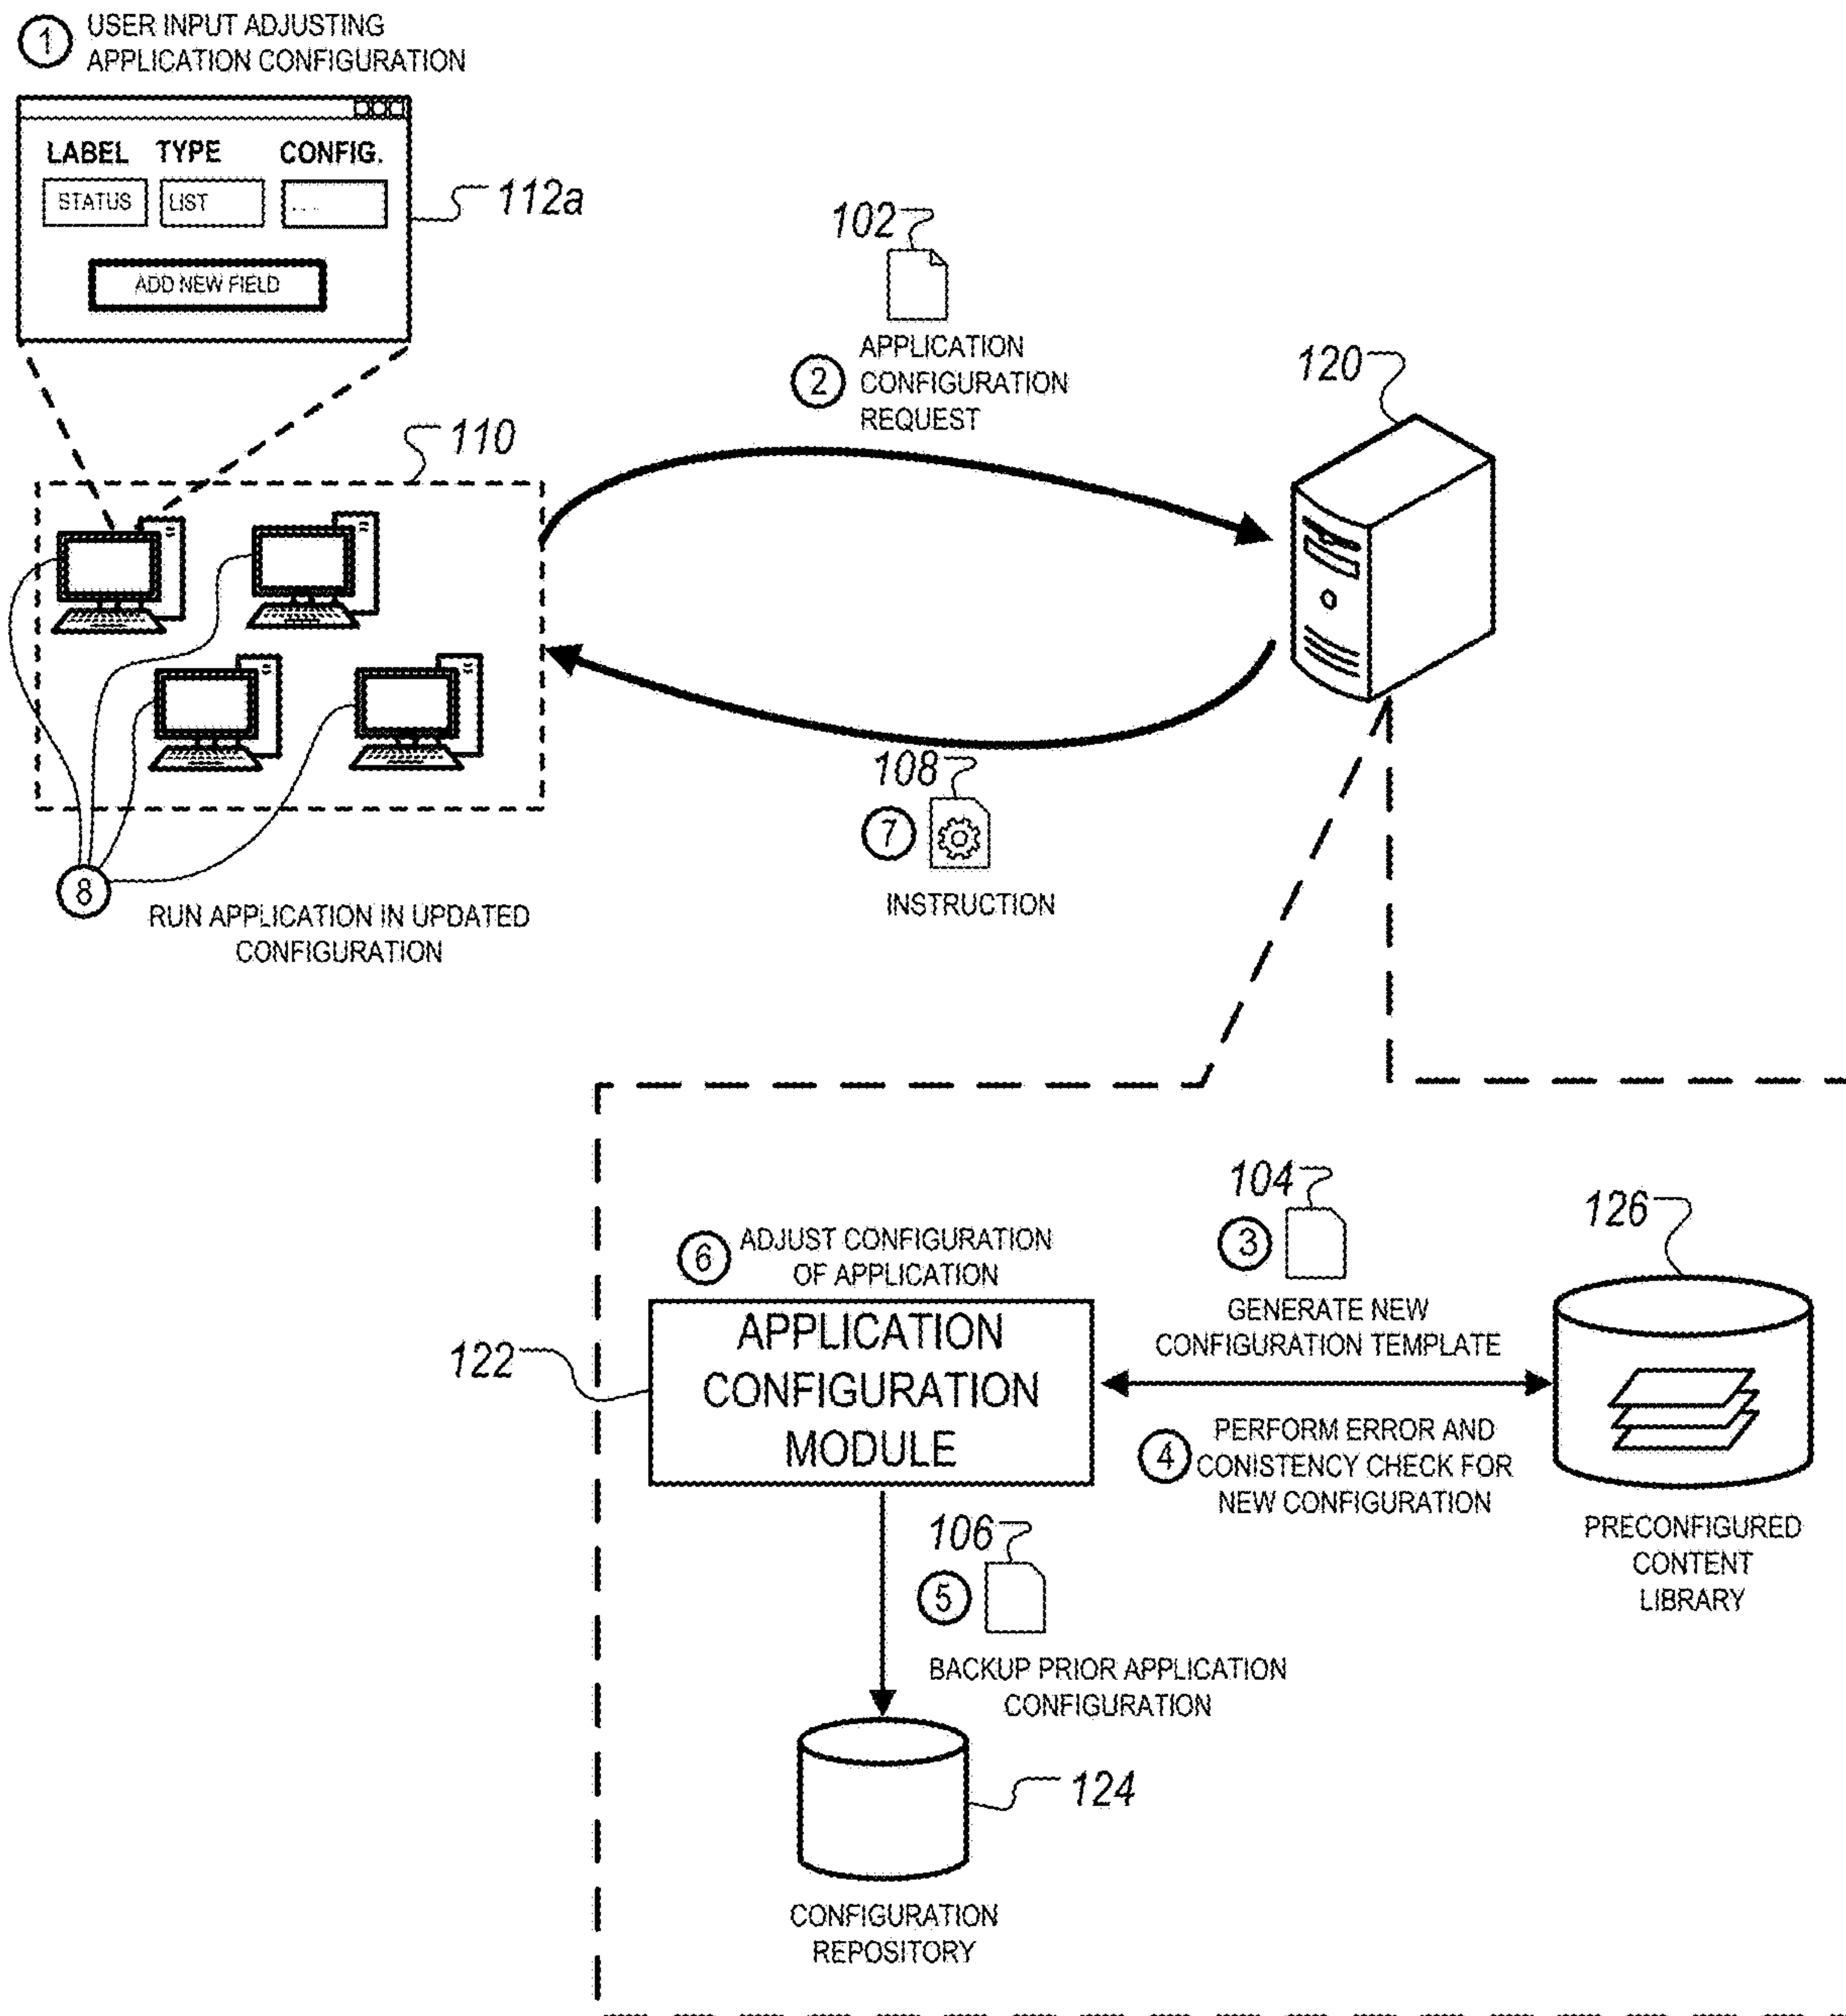 1 USER INPUT ADJUSTING
APPLICATION CONFIGURATION
LABEL TYPE CONFIG.
STATUS LIST ...
ADD NEW FIELD
112a
102
2 APPLICATION
CONFIGURATION
REQUEST
120
110
108
7
INSTRUCTION
8
RUN APPLICATION IN UPDATED
CONFIGURATION
104
3
GENERATE NEW
CONFIGURATION TEMPLATE
126
6 ADJUST CONFIGURATION
OF APPLICATION
122
APPLICATION
CONFIGURATION
MODULE
4 PERFORM ERROR AND
CONISTENCY CHECK FOR
NEW CONFIGURATION
PRECONFIGURED
CONTENT
LIBRARY
106
5
BACKUP PRIOR APPLICATION
CONFIGURATION
124
CONFIGURATION
REPOSITORY